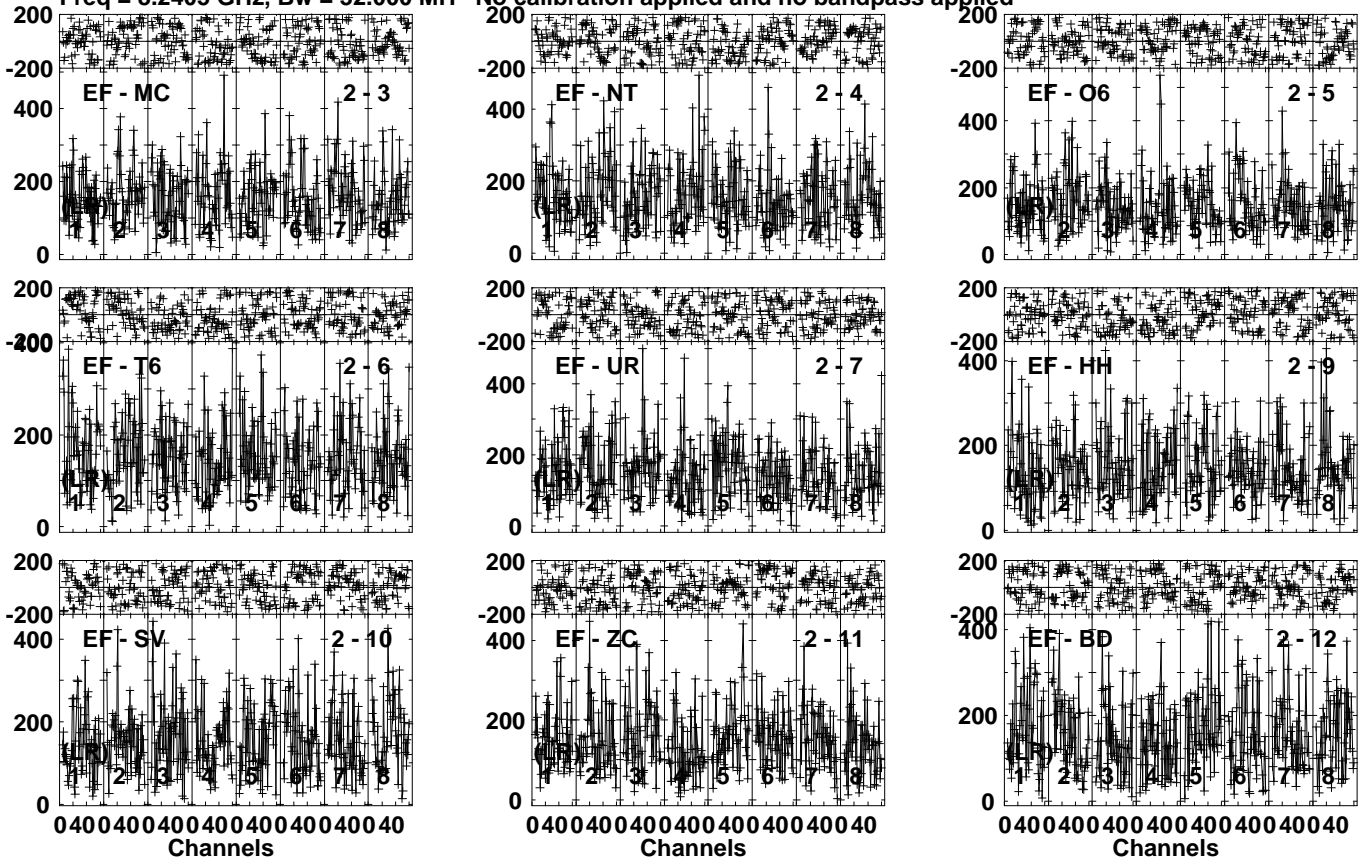 Freq = GHz, Bw = MH No calibration applied and no bandpass applied
200 200 200
-200 -200 -200
EF - MC 2 - 3 EF - NT 2 - 4 EF - O6 2 - 5
400 400 400
200 200 200
(LR) (LR) (LR)
1 2 3 4 5 6 7 8 1 2 3 4 5 6 7 8 1 2 3 4 5 6 7 8
0 0 0
200 200 200
-200 -200 -200
400
EF - T6 2 - 6 EF - UR 2 - 7 EF - HH 2 - 9
400 400
200 200 200
(LR) (LR) (LR)
1 2 3 4 5 6 7 8 1 2 3 4 5 6 7 8 1 2 3 4 5 6 7 8
0 0 0
200 200 200
-200 -200 -200
EF - SV 2 - 10 EF - ZC 2 - 11 EF - BD 2 - 12
400 400 400
200 200 200
(LR) (LR) (LR)
1 2 3 4 5 6 7 8 1 2 3 4 5 6 7 8 1 2 3 4 5 6 7 8
0 0 0
0 40 0 40 0 40 0 40 0 40 0 40 0 40 0 40 0 40 0 40 0 40 0 40 0 40 0 40 0 40 0 40 0 40 0 40 0 40 0 40 0 40 0 40 0 40 0 40
Channels Channels Channels